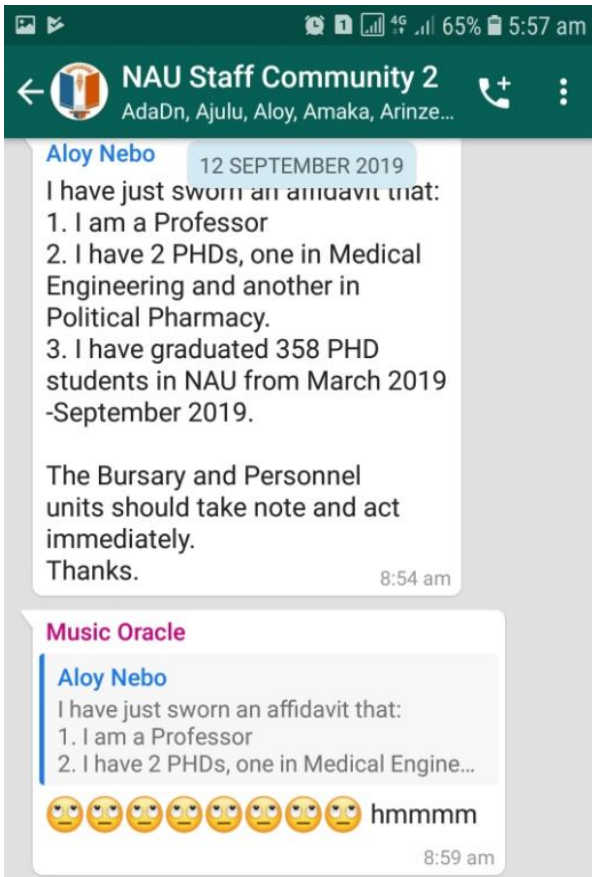 1 4G 65% 5:57 am
NAU Staff Community 2
AdaDn, Ajulu, Aloy, Amaka, Arinze...
Aloy Nebo
12 SEPTEMBER 2019
I have just sworn an affidavit that:
1. I am a Professor
2. I have 2 PHDs, one in Medical
Engineering and another in
Political Pharmacy.
3. I have graduated 358 PHD
students in NAU from March 2019
-September 2019.
The Bursary and Personnel
units should take note and act
immediately.
Thanks.
8:54 am
Music Oracle
Aloy Nebo
I have just sworn an affidavit that:
1. I am a Professor
2. I have 2 PHDs, one in Medical Engine...
🙄🙄🙄🙄🙄🙄🙄🙄 hmmmm
8:59 am